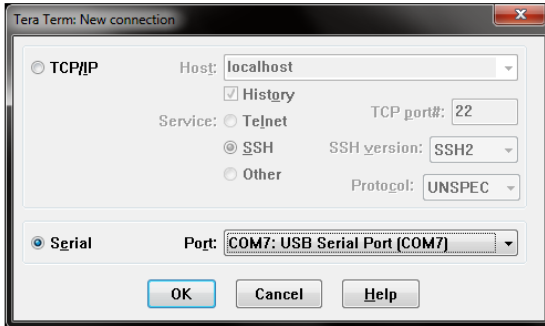 Tera Term: New connection
TCP/IP Host: localhost
History
Service: Telnet TCP port#: 22
SSH SSH version: SSH2
Other Protocol: UNSPEC
Serial Port: COM7: USB Serial Port (COM7)
OK Cancel Help